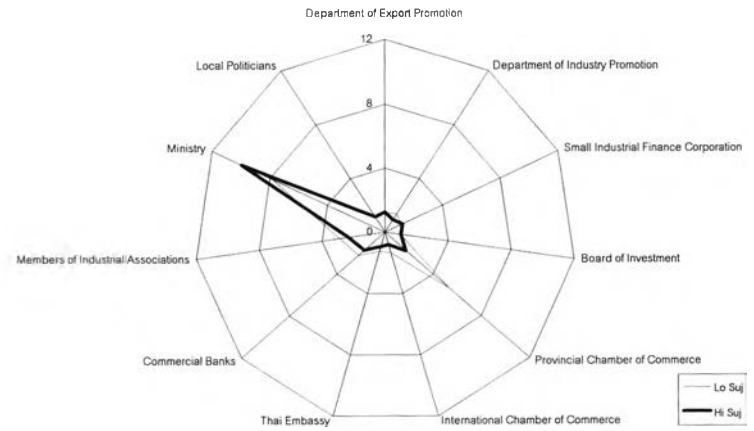 Department of Export Promotion
12
Local Politicians
Department of Industry Promotion
8
Ministry
Small Industrial Finance Corporation
4
0
Members of Industrial Associations
Board of Investment
Commercial Banks
Provincial Chamber of Commerce
Lo Suj
Hi Suj
Thai Embassy
International Chamber of Commerce